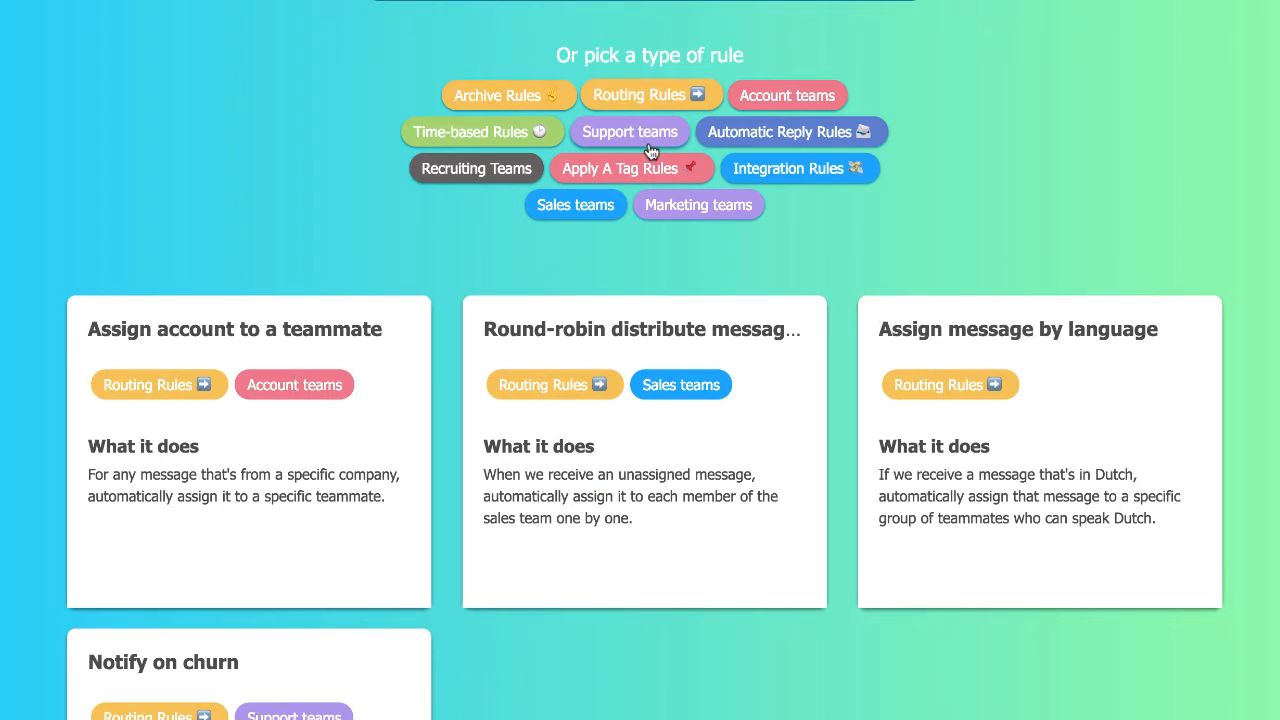 Or pick a type of rule
Archive Rules ✌️ Routing Rules ➡️ Account teams
Time-based Rules 🕒 Support teams Automatic Reply Rules 📨
Recruiting Teams Apply A Tag Rules 📌 Integration Rules 💸
Sales teams Marketing teams
Assign account to a teammate
Routing Rules ➡️ Account teams
What it does
For any message that's from a specific company,
automatically assign it to a specific teammate.
Round-robin distribute messag...
Routing Rules ➡️ Sales teams
What it does
When we receive an unassigned message,
automatically assign it to each member of the
sales team one by one.
Assign message by language
Routing Rules ➡️
What it does
If we receive a message that's in Dutch,
automatically assign that message to a specific
group of teammates who can speak Dutch.
Notify on churn
Routing Rules ➡️ Support teams